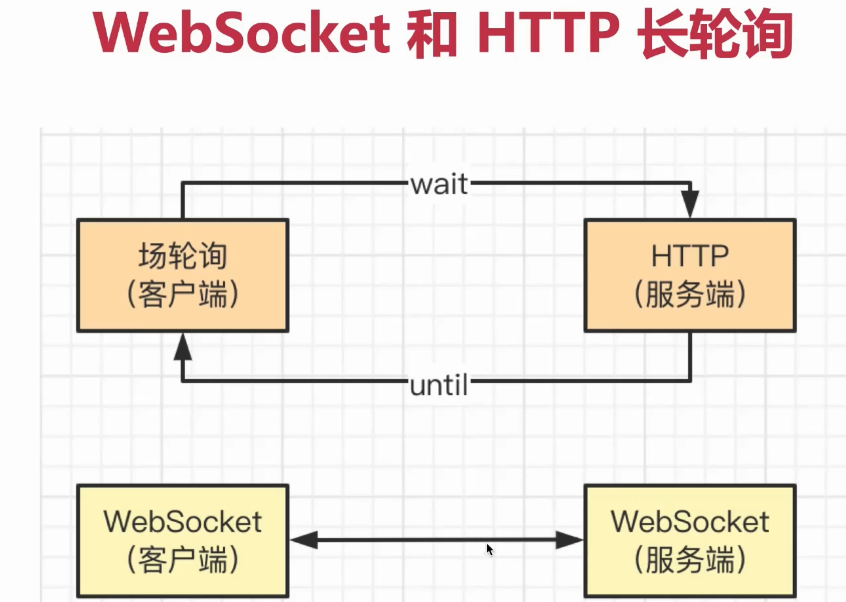 WebSocket 和 HTTP 长轮询
wait
场轮询
（客户端）
HTTP
（服务端）
until
WebSocket
（客户端）
WebSocket
（服务端）